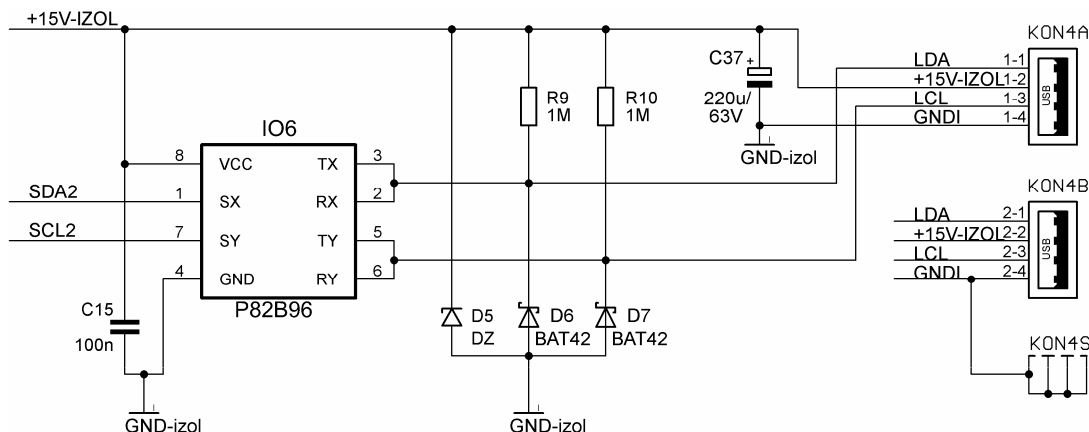 +15V-IZOL
KON4A
C37
+
220u/
63V
LDA 1-1
+15V-IZOL 1-2
LCL 1-3
GNDI 1-4
USB
R9
1M
R10
1M
GND-izol
IO6
8 VCC TX 3
SDA2 1 SX RX 2
SCL2 7 SY TY 5
4 GND RY 6
P82B96
KON4B
LDA 2-1
+15V-IZOL 2-2
LCL 2-3
GNDI 2-4
USB
C15
100n
D5
DZ
D6
BAT42
D7
BAT42
KON4S
GND-izol
GND-izol